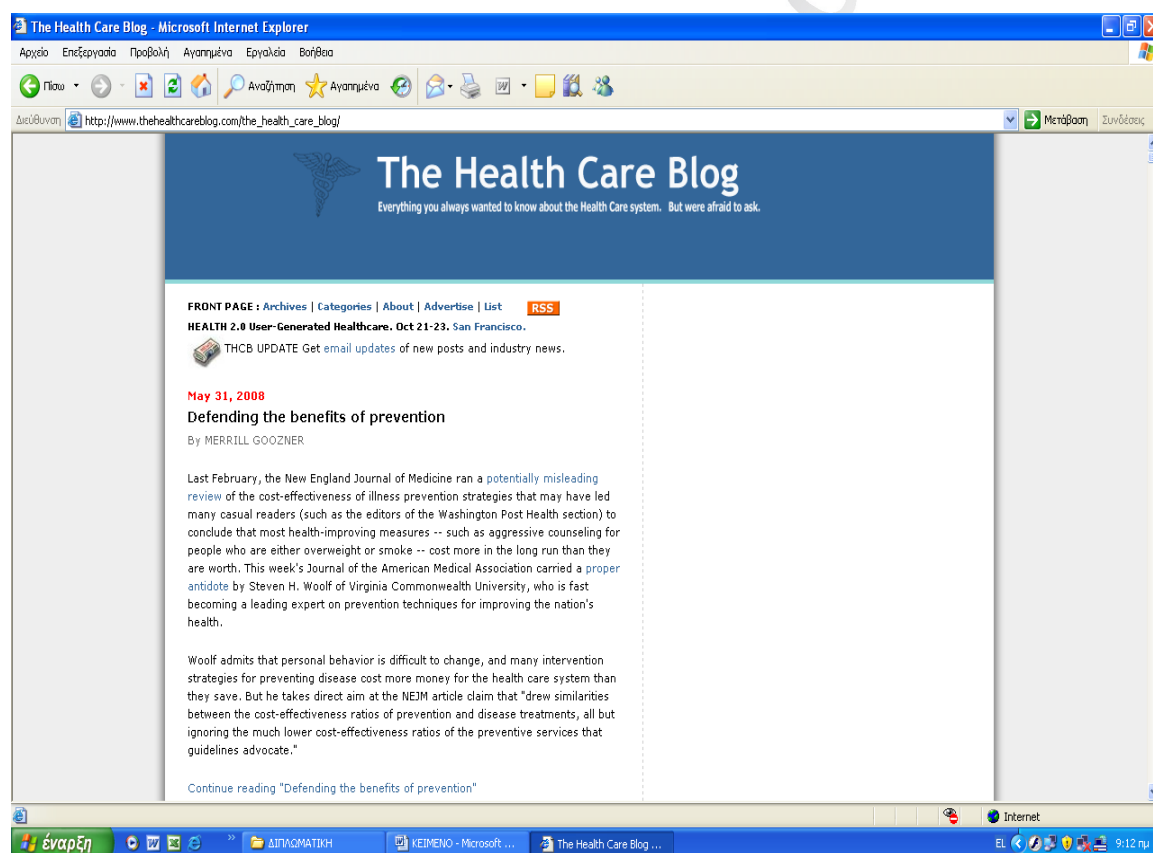 The Health Care Blog - Microsoft Internet Explorer
Αρχείο Επεξεργασία Προβολή Αγαπημένα Εργαλεία Βοήθεια
Πίσω Αναζήτηση Αγαπημένα
Διεύθυνση http://www.thehealthcareblog.com/the_health_care_blog/ Μετάβαση Συνδέσεις
The Health Care Blog
Everything you always wanted to know about the Health Care system. But were afraid to ask.
FRONT PAGE : Archives | Categories | About | Advertise | List RSS
HEALTH 2.0 User-Generated Healthcare. Oct 21-23. San Francisco.
THCB UPDATE Get email updates of new posts and industry news.
May 31, 2008
Defending the benefits of prevention
By MERRILL GOOZNER
Last February, the New England Journal of Medicine ran a potentially misleading
review of the cost-effectiveness of illness prevention strategies that may have led
many casual readers (such as the editors of the Washington Post Health section) to
conclude that most health-improving measures -- such as aggressive counseling for
people who are either overweight or smoke -- cost more in the long run than they
are worth. This week's Journal of the American Medical Association carried a proper
antidote by Steven H. Woolf of Virginia Commonwealth University, who is fast
becoming a leading expert on prevention techniques for improving the nation's
health.
Woolf admits that personal behavior is difficult to change, and many intervention
strategies for preventing disease cost more money for the health care system than
they save. But he takes direct aim at the NEJM article claim that "drew similarities
between the cost-effectiveness ratios of prevention and disease treatments, all but
ignoring the much lower cost-effectiveness ratios of the preventive services that
guidelines advocate."
Continue reading "Defending the benefits of prevention"
Internet
έναρξη ΔΙΠΛΩΜΑΤΙΚΗ ΚΕΙΜΕΝΟ - Microsoft ... The Health Care Blog ... EL 9:12 πμ